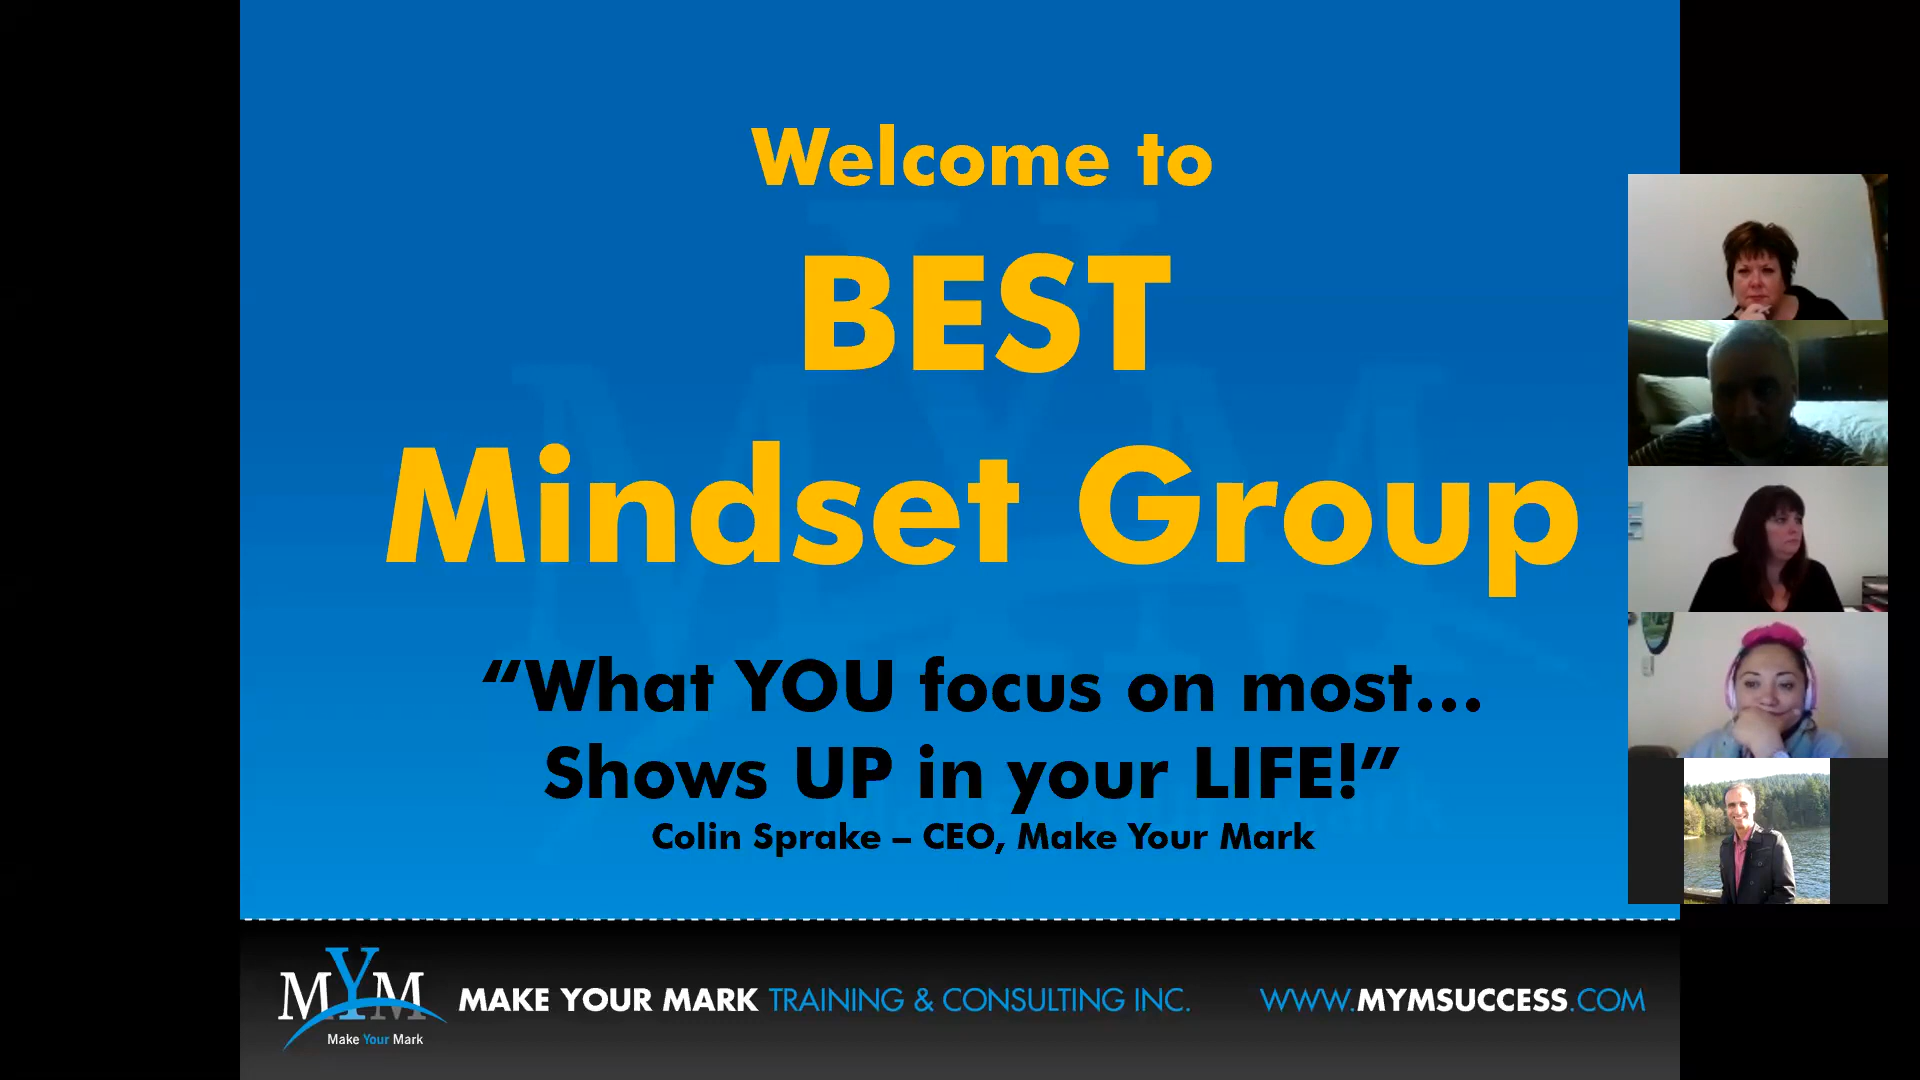 Welcome to
BEST
Mindset Group
“What YOU focus on most...
Shows UP in your LIFE!”
Colin Sprake – CEO, Make Your Mark
MYM
Make Your Mark
MAKE YOUR MARK TRAINING & CONSULTING INC.
WWW.MYMSUCCESS.COM